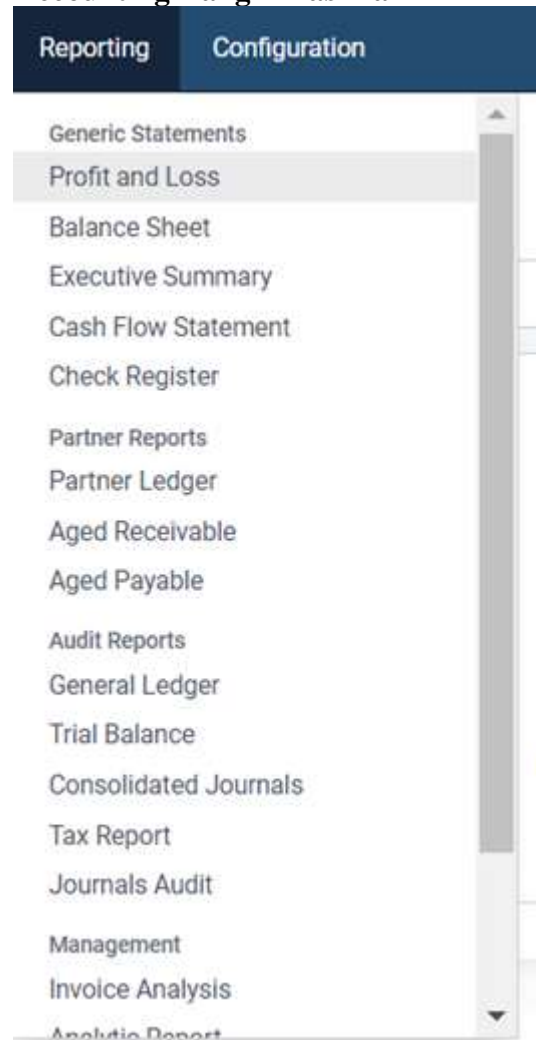 Reporting Configuration
Generic Statements
Profit and Loss
Balance Sheet
Executive Summary
Cash Flow Statement
Check Register
Partner Reports
Partner Ledger
Aged Receivable
Aged Payable
Audit Reports
General Ledger
Trial Balance
Consolidated Journals
Tax Report
Journals Audit
Management
Invoice Analysis
Analytic Report